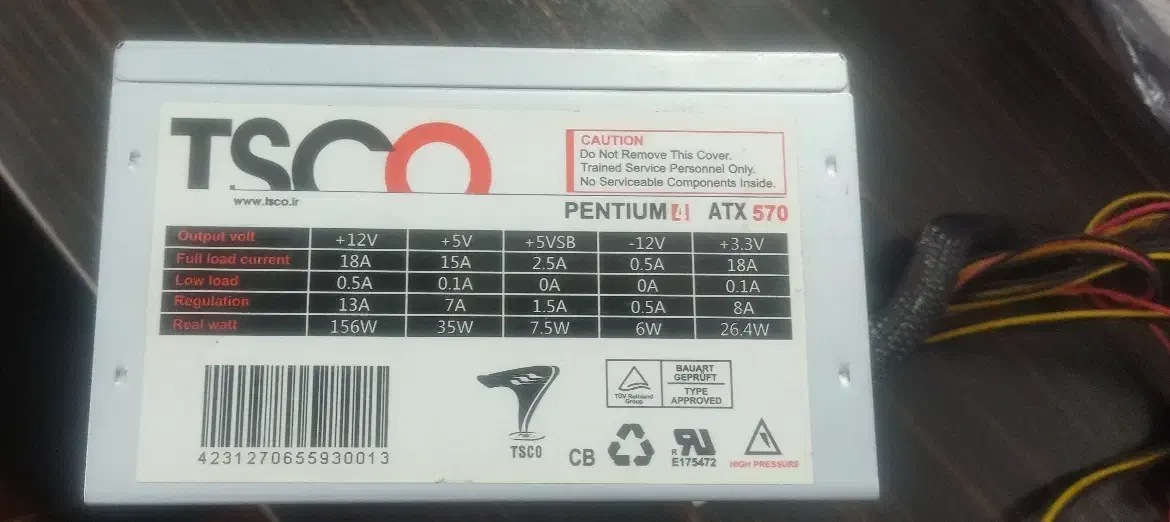 TSCO
www.tsco.ir
CAUTION
Do Not Remove This Cover.
Trained Service Personnel Only.
No Serviceable Components Inside.
PENTIUM 4 ATX 570
Output volt +12V +5V +5VSB -12V +3.3V
Full load current 18A 15A 2.5A 0.5A 18A
Low load 0.5A 0.1A 0A 0A 0.1A
Regulation 13A 7A 1.5A 0.5A 8A
Real watt 156W 35W 7.5W 6W 26.4W
4231270655930013
TSCO
TÜV Rheinland
Group
BAUART
GEPRÜFT
TYPE
APPROVED
CB
R
E175472
HIGH PRESSURE